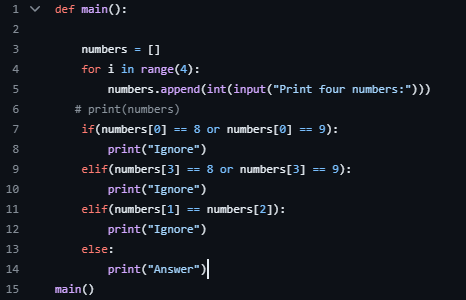 1 def main():
2
3 numbers = []
4 for i in range(4):
5 numbers.append(int(input("Print four numbers:")))
6 # print(numbers)
7 if(numbers[0] == 8 or numbers[0] == 9):
8 print("Ignore")
9 elif(numbers[3] == 8 or numbers[3] == 9):
10 print("Ignore")
11 elif(numbers[1] == numbers[2]):
12 print("Ignore")
13 else:
14 print("Answer")
15 main()